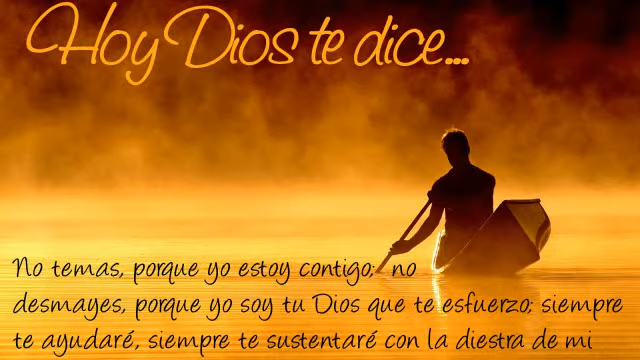 Hoy Dios te dice...
No temas, porque yo estoy contigo; no
desmayes, porque yo soy tu Dios que te esfuerzo; siempre
te ayudaré, siempre te sustentaré con la diestra de mi